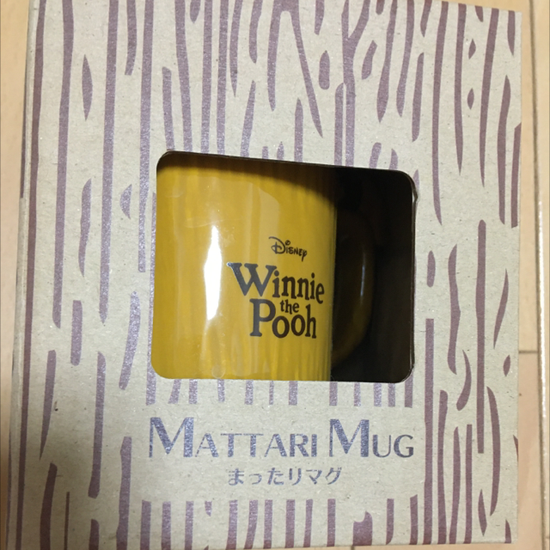 Disney
Winnie
the
Pooh
MATTARI MUG
まったりマグ